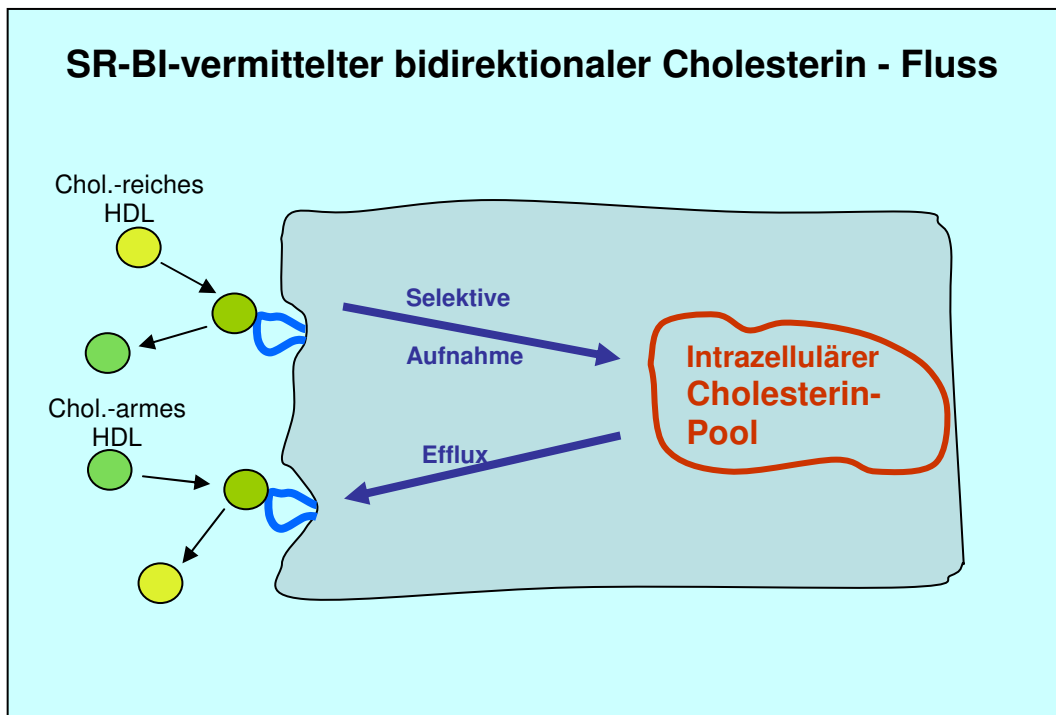 SR-BI-vermittelter bidirektionaler Cholesterin - Fluss
Chol.-reiches
HDL
Selektive
Aufnahme
Intrazellulärer
Cholesterin-
Pool
Chol.-armes
HDL
Efflux